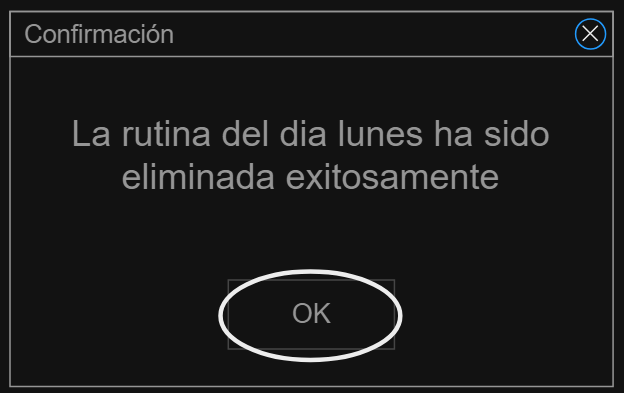 Confirmación
La rutina del dia lunes ha sido
eliminada exitosamente
OK